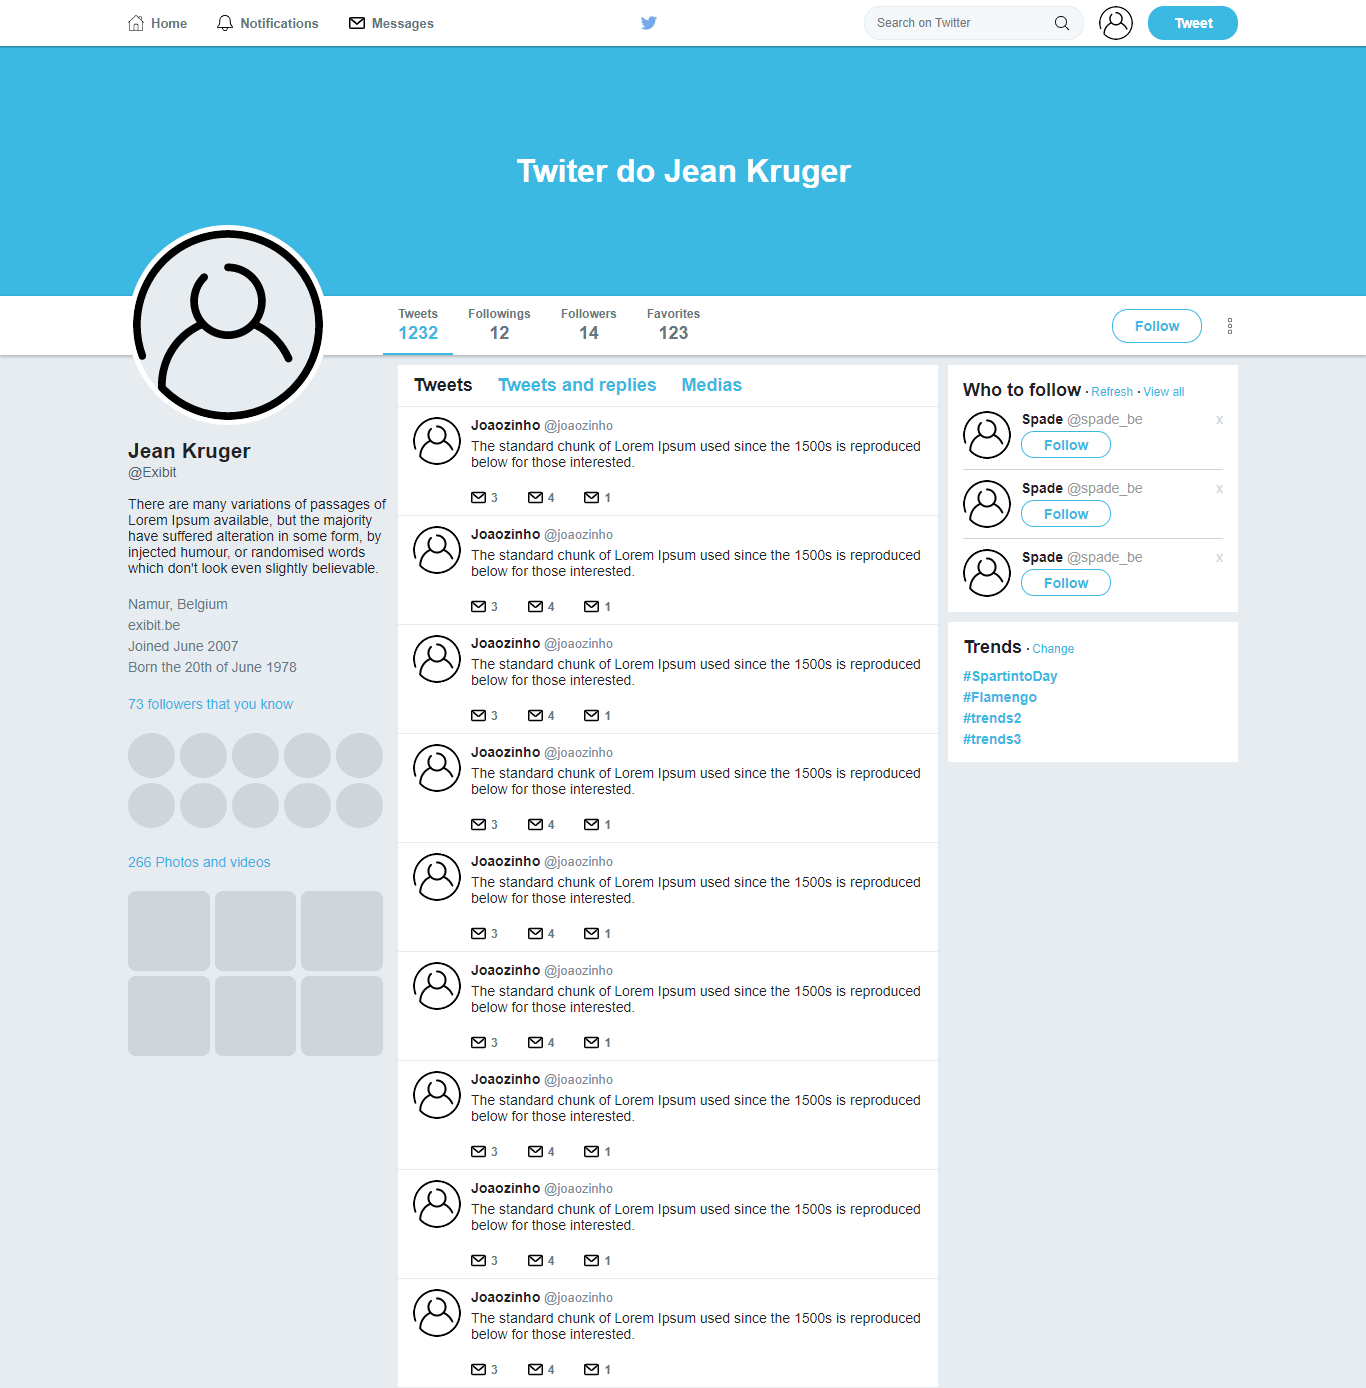 Home Notifications Messages Search on Twitter Tweet
Twiter do Jean Kruger
Tweets Followings Followers Favorites
1232 12 14 123
Follow
Jean Kruger
@Exibit
There are many variations of passages of
Lorem Ipsum available, but the majority
have suffered alteration in some form, by
injected humour, or randomised words
which don't look even slightly believable.
Namur, Belgium
exibit.be
Joined June 2007
Born the 20th of June 1978
73 followers that you know
266 Photos and videos
Tweets Tweets and replies Medias
Joaozinho @joaozinho
The standard chunk of Lorem Ipsum used since the 1500s is reproduced
below for those interested.
3 4 1
Joaozinho @joaozinho
The standard chunk of Lorem Ipsum used since the 1500s is reproduced
below for those interested.
3 4 1
Joaozinho @joaozinho
The standard chunk of Lorem Ipsum used since the 1500s is reproduced
below for those interested.
3 4 1
Joaozinho @joaozinho
The standard chunk of Lorem Ipsum used since the 1500s is reproduced
below for those interested.
3 4 1
Joaozinho @joaozinho
The standard chunk of Lorem Ipsum used since the 1500s is reproduced
below for those interested.
3 4 1
Joaozinho @joaozinho
The standard chunk of Lorem Ipsum used since the 1500s is reproduced
below for those interested.
3 4 1
Joaozinho @joaozinho
The standard chunk of Lorem Ipsum used since the 1500s is reproduced
below for those interested.
3 4 1
Joaozinho @joaozinho
The standard chunk of Lorem Ipsum used since the 1500s is reproduced
below for those interested.
3 4 1
Joaozinho @joaozinho
The standard chunk of Lorem Ipsum used since the 1500s is reproduced
below for those interested.
3 4 1
Who to follow · Refresh · View all
Spade @spade_be x
Follow
Spade @spade_be x
Follow
Spade @spade_be x
Follow
Trends · Change
#SpartintoDay
#Flamengo
#trends2
#trends3